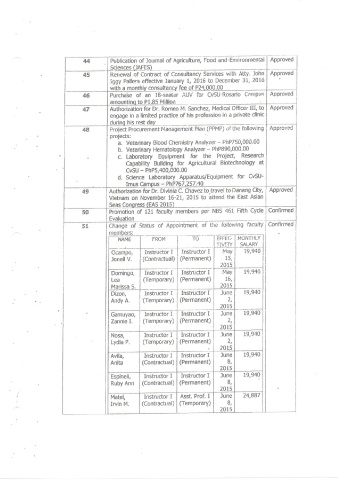 44 Publication of Journal of Agriculture, Food and Environmental Approved
Sciences (JAFES)
45 Renewal of Contract of Consultancy Services with Atty. John Approved
Iggy Pallera effective January 1, 2016 to December 31, 2016
with a monthly consultancy fee of P24,000.00
46 Purchase of an 18-seater AUV for CvSU-Rosario Campus Approved
amounting to P1.85 Million
47 Authorization for Dr. Romeo M. Sanchez, Medical Officer III, to Approved
engage in a limited practice of his profession in a private clinic
during his rest day
48 Project Procurement Management Plan (PPMP) of the following Approved
projects:
a. Veterinary Blood Chemistry Analyzer – PhP750,000.00
b. Veterinary Hematology Analyzer – PhP890,000.00
c. Laboratory Equipment for the Project, Research
Capability Building for Agricultural Biotechnology at
CvSU – PhP5,400,000.00
d. Science Laboratory Apparatus/Equipment for CvSU-
Imus Campus – PhP767,257.40
49 Authorization for Dr. Divinia C. Chavez to travel to Danang City, Approved
Vietnam on November 16-21, 2015 to attend the East Asian
Seas Congress (EAS 2015)
50 Promotion of 121 faculty members per NBS 461 Fifth Cycle Confirmed
Evaluation
51 Change of Status of Appointment of the following faculty Confirmed
members:
NAME FROM TO EFFEC- MONTHLY
TIVITY SALARY
Ocampo, Instructor I Instructor I May 19,940
Jonell V. (Contractual) (Permanent) 15,
2015
Domingo, Instructor I Instructor I May 19,940
Lea (Temporary) (Permanent) 16,
Marissa S. 2015
Dizon, Instructor I Instructor I June 19,940
Andy A. (Temporary) (Permanent) 2,
2015
Gamuyao, Instructor I Instructor I June 19,940
Zannie I. (Temporary) (Permanent) 2,
2015
Nosa, Instructor I Instructor I June 19,940
Lydia P. (Temporary) (Permanent) 2,
2015
Avila, Instructor I Instructor I June 19,940
Anita (Contractual) (Permanent) 8,
2015
Espineli, Instructor I Instructor I June 19,940
Ruby Ann (Contractual) (Permanent) 8,
2015
Matel, Instructor I Asst. Prof. I June 24,887
Irvin M. (Contractual) (Temporary) 8,
2015